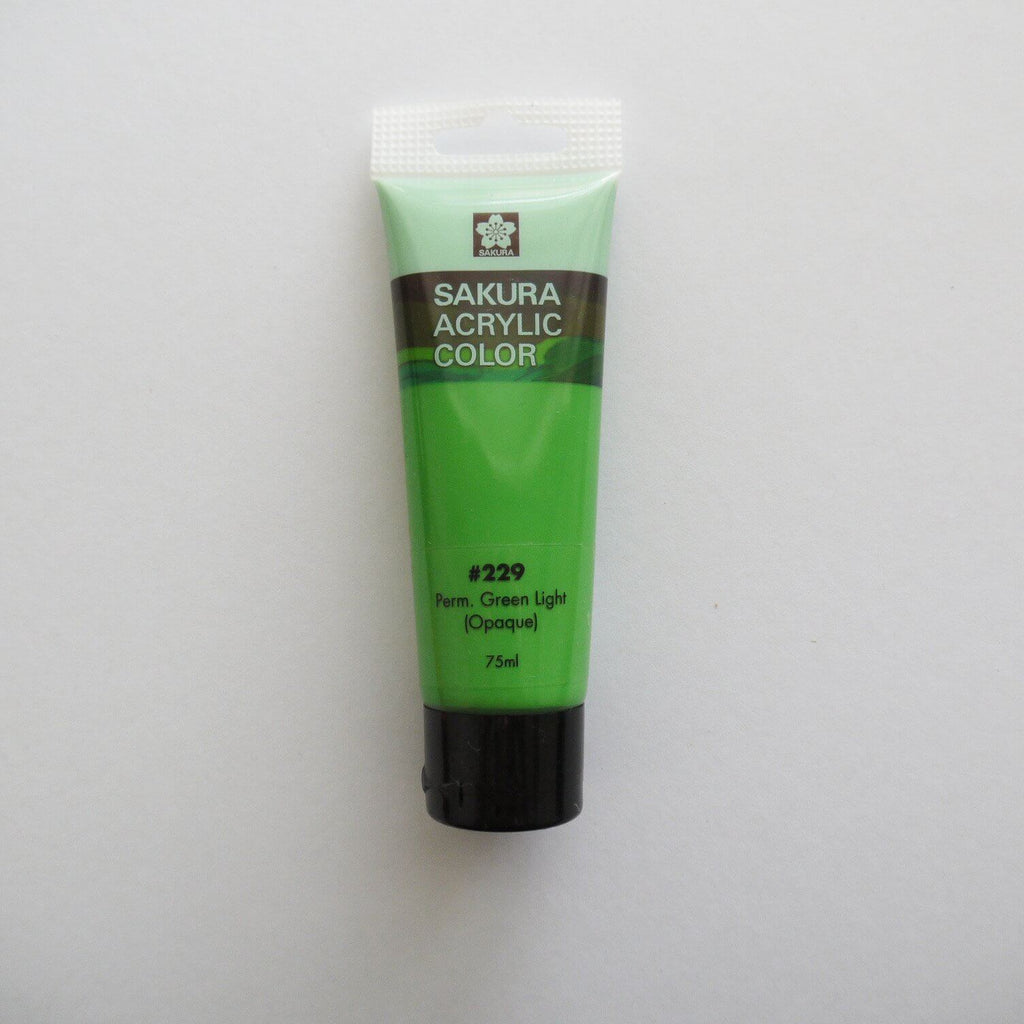 SAKURA
SAKURA
ACRYLIC
COLOR
#229
Perm. Green Light
(Opaque)
75ml